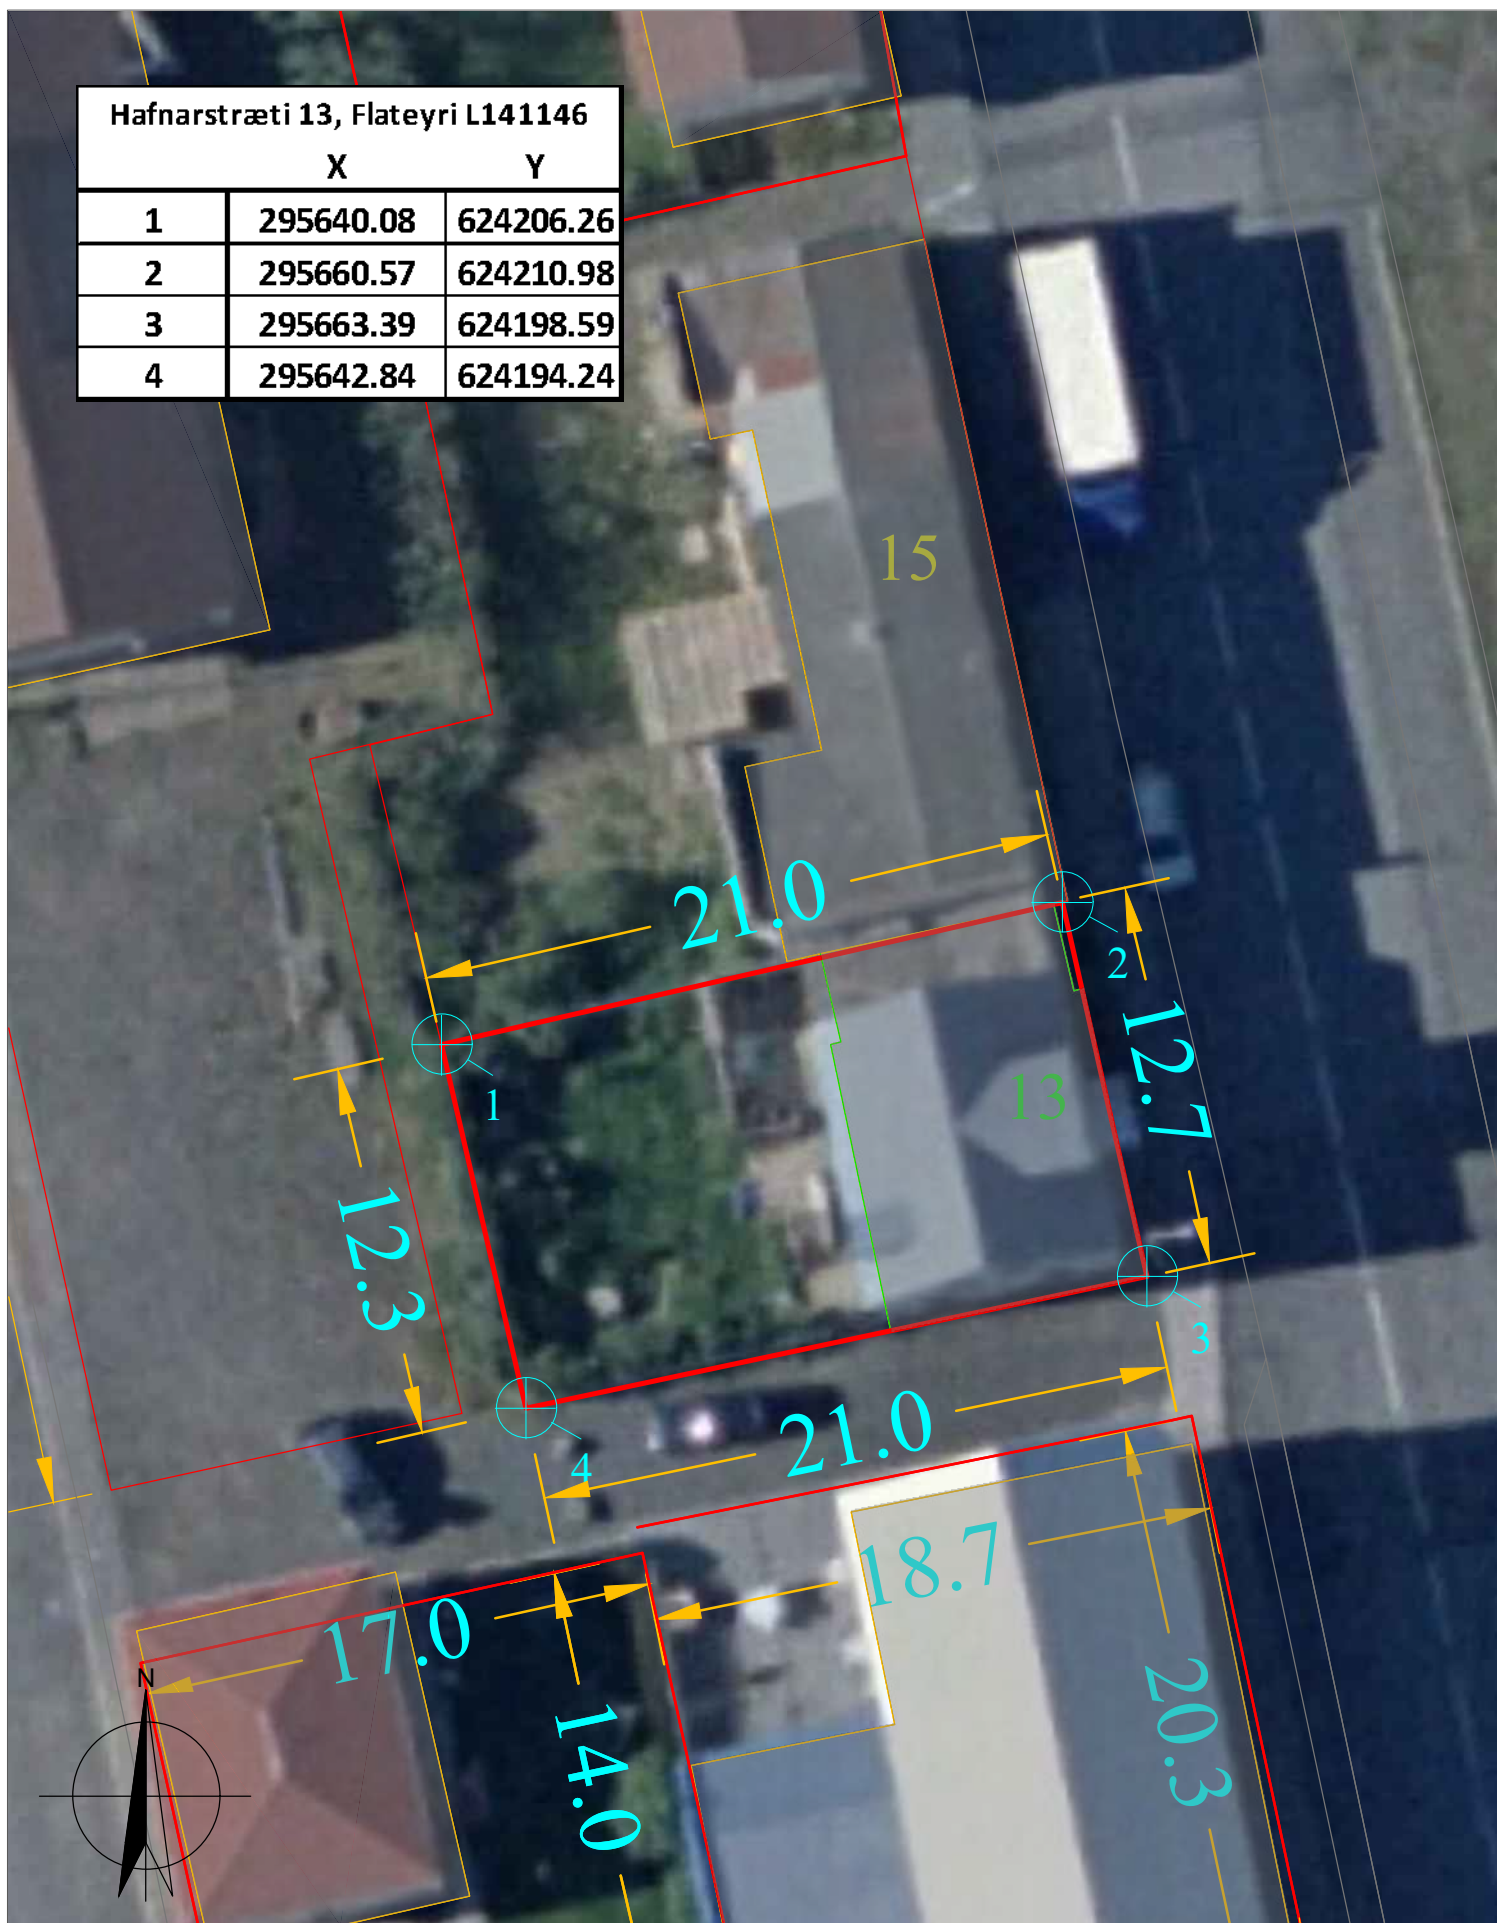 Hafnarstræti 13, Flateyri L141146
X Y
1 295640.08 624206.26
2 295660.57 624210.98
3 295663.39 624198.59
4 295642.84 624194.24
15
21.0
2
12.7
1
13
12.3
3
21.0
4
18.7
17.0
N
14.0
20.3